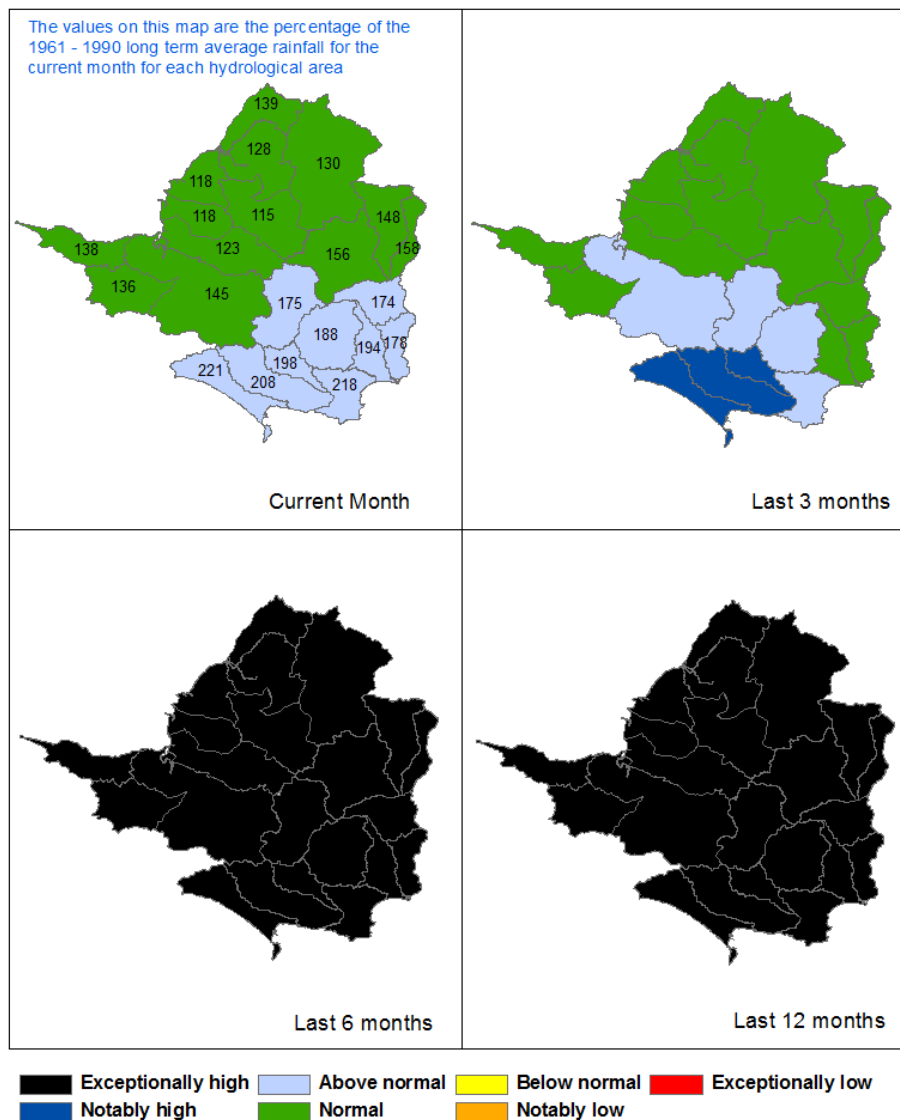 The values on this map are the percentage of the
1961 - 1990 long term average rainfall for the
current month for each hydrological area
139
128
130
118
118
115
148
138
123
156
158
136
145
175
174
188
194
178
221
198
208
218
Current Month
Last 3 months
Last 6 months
Last 12 months
Exceptionally high
Above normal
Below normal
Exceptionally low
Notably high
Normal
Notably low